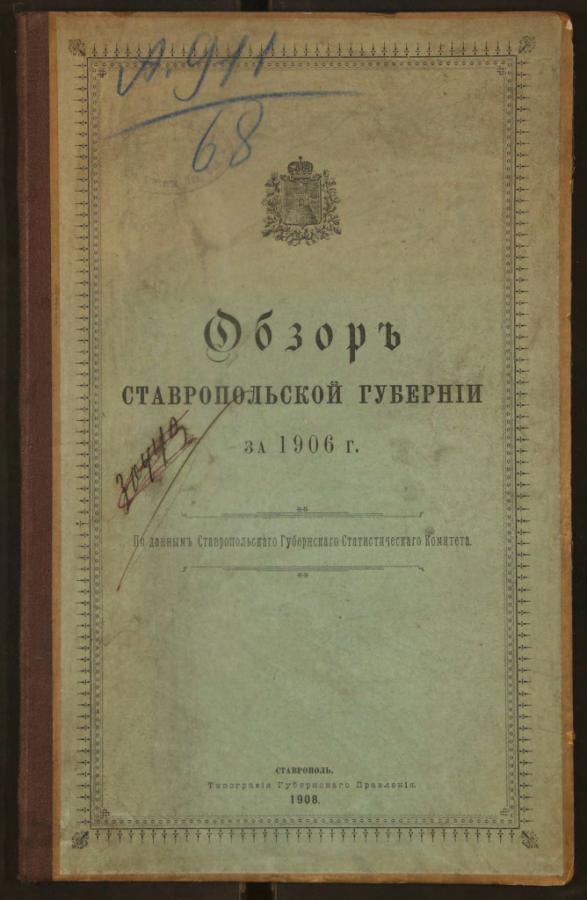 А. 911
68
Обзоръ
СТАВРОПОЛЬСКОЙ ГУБЕРНІИ
ЗА 1906 г.
По даннымъ Ставропольскаго Губернскаго Статистическаго Комитета.
СТАВРОПОЛЬ.
Типографія Губернскаго Правленія.
1908.